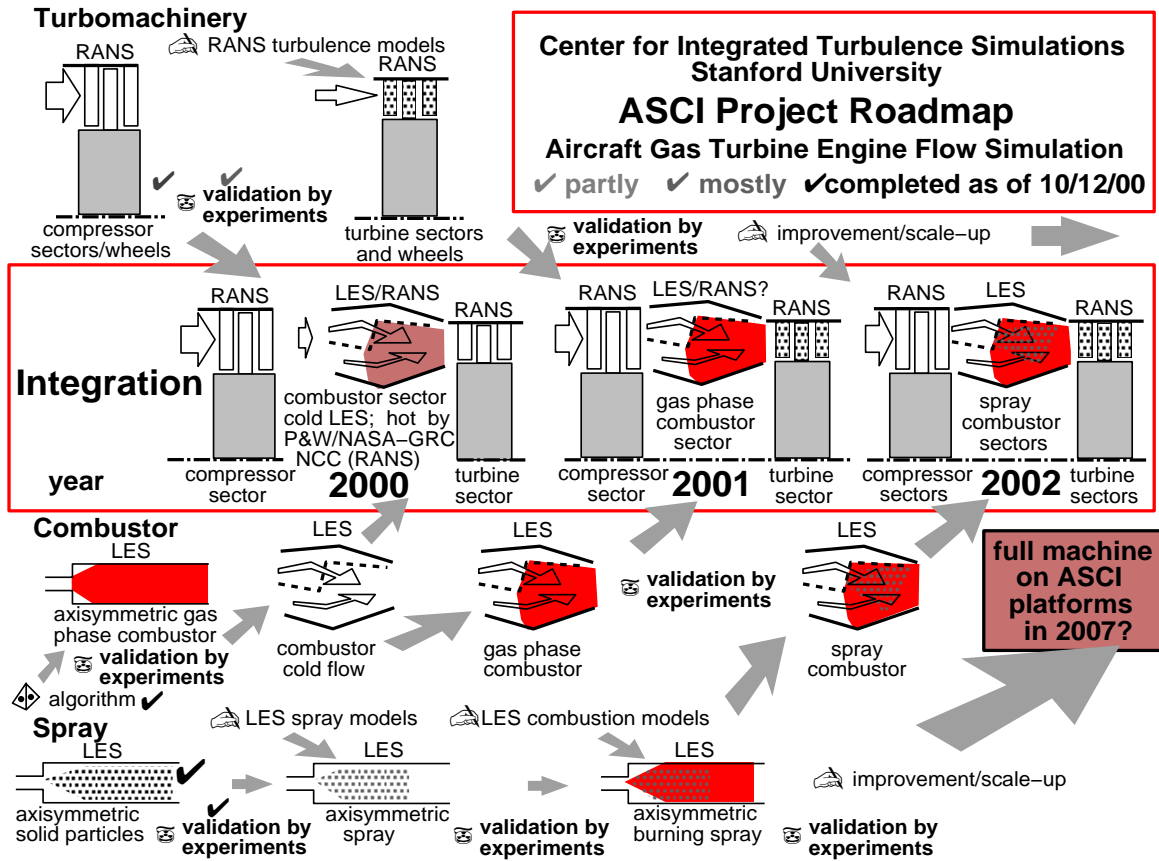 Turbomachinery
RANS
RANS turbulence models
RANS
Center for Integrated Turbulence Simulations
Stanford University
ASCI Project Roadmap
Aircraft Gas Turbine Engine Flow Simulation
✔ partly ✔ mostly ✔completed as of 10/12/00
validation by
experiments
compressor
sectors/wheels
turbine sectors
and wheels
validation by
experiments
improvement/scale−up
Integration
year
RANS
LES/RANS
RANS
combustor sector
cold LES; hot by
P&W/NASA−GRC
NCC (RANS)
compressor
sector
2000
turbine
sector
RANS
LES/RANS?
RANS
gas phase
combustor
sector
compressor
sector
2001
turbine
sector
RANS
LES
RANS
spray
combustor
sectors
compressor
sectors
2002
turbine
sectors
Combustor
LES
axisymmetric gas
phase combustor
validation by
experiments
algorithm ✔
LES
combustor
cold flow
LES
gas phase
combustor
validation by
experiments
LES
spray
combustor
full machine
on ASCI
platforms
in 2007?
Spray
LES
axisymmetric
solid particles
validation by
experiments
LES spray models
LES
axisymmetric
spray
validation by
experiments
LES combustion models
LES
axisymmetric
burning spray
validation by
experiments
improvement/scale−up